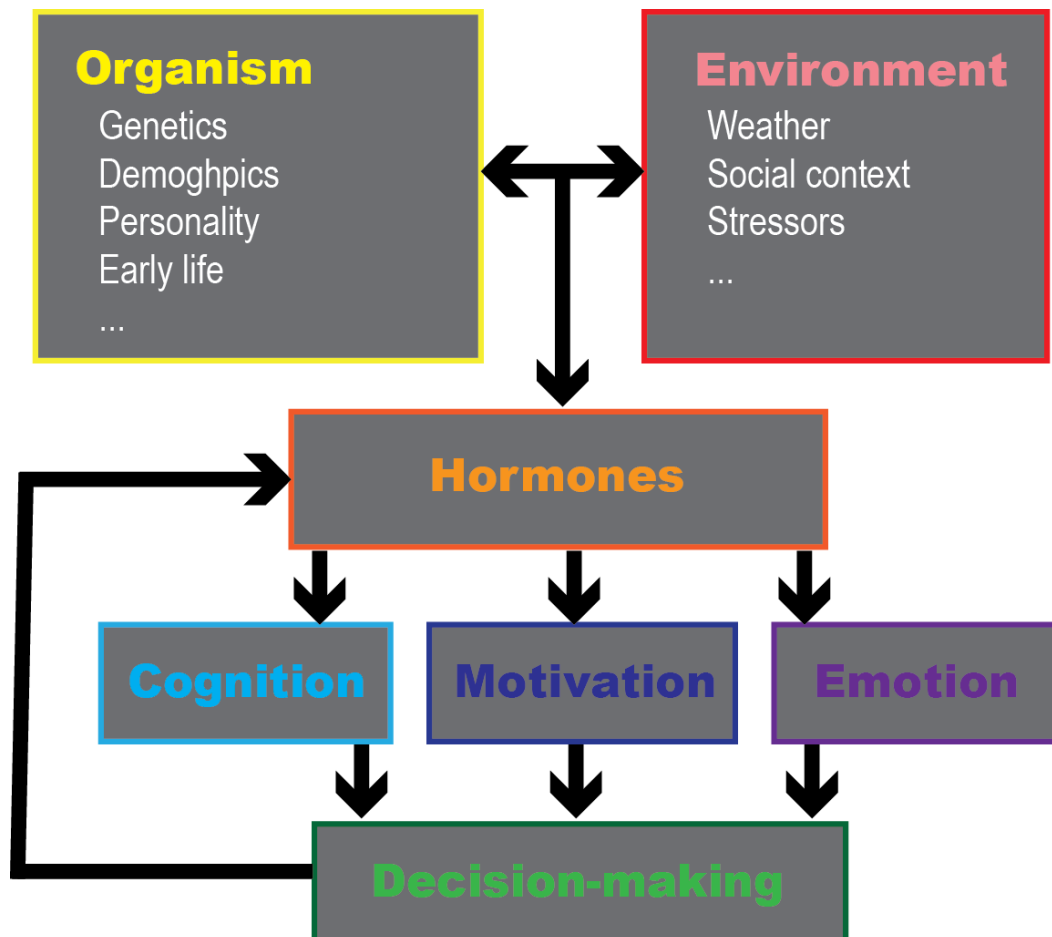 Organism
Genetics
Demoghpics
Personality
Early life
...
Environment
Weather
Social context
Stressors
...
Hormones
Cognition
Motivation
Emotion
Decision-making